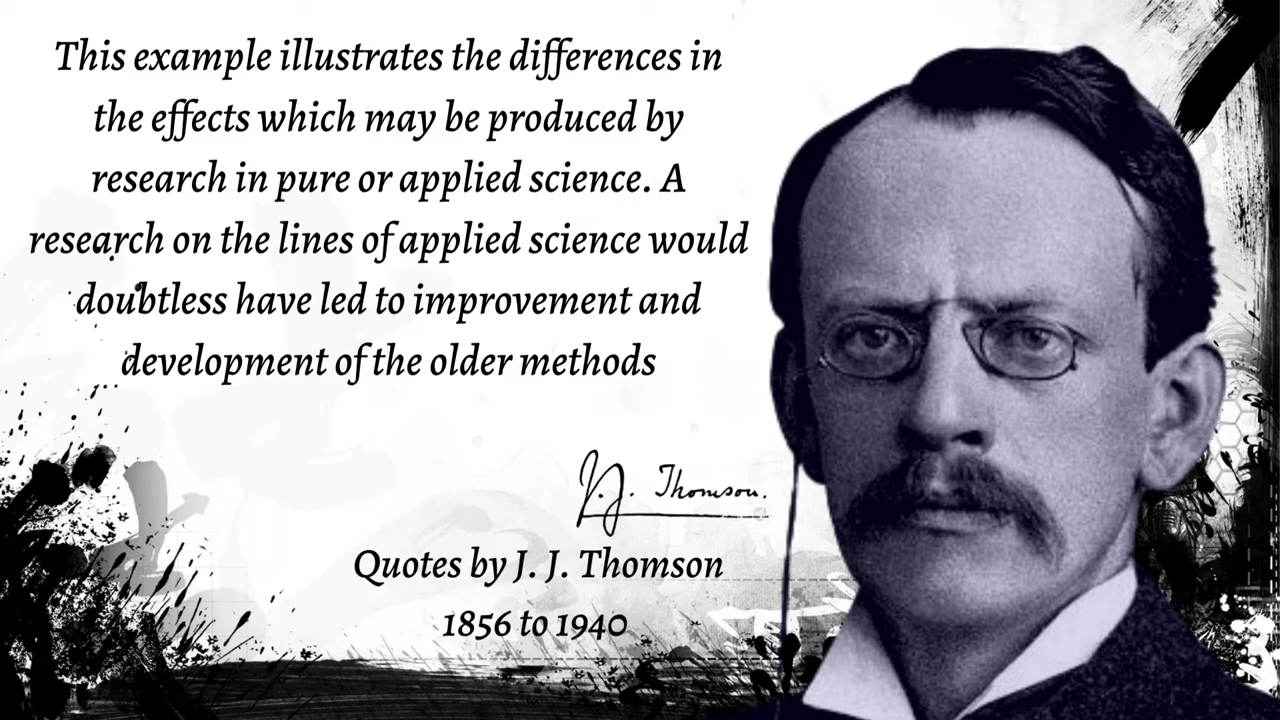 This example illustrates the differences in
the effects which may be produced by
research in pure or applied science. A
research on the lines of applied science would
doubtless have led to improvement and
development of the older methods
J.J. Thomson.
Quotes by J. J. Thomson
1856 to 1940